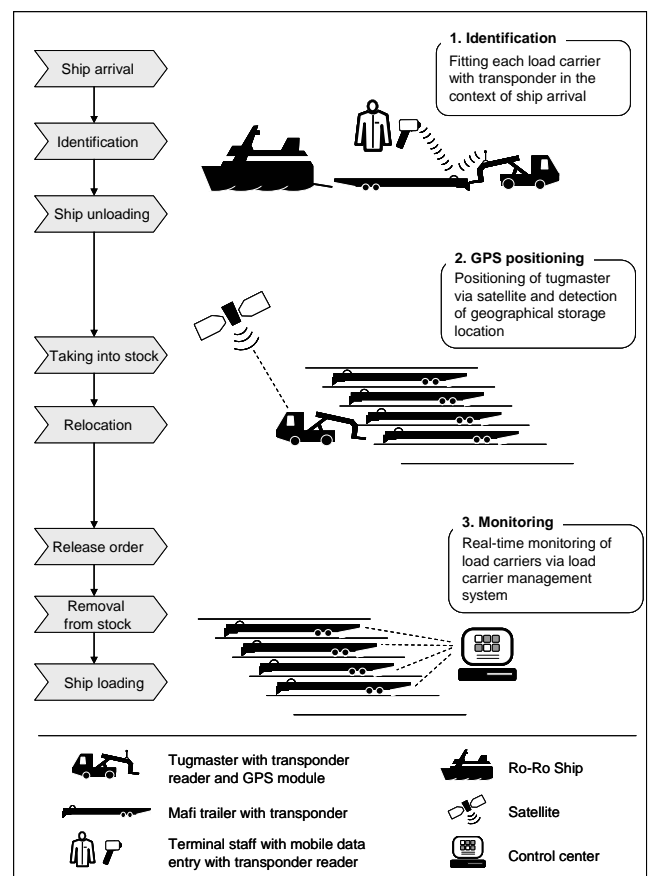 Ship arrival
Identification
Ship unloading
Taking into stock
Relocation
Release order
Removal
from stock
Ship loading
1. Identification
Fitting each load carrier
with transponder in the
context of ship arrival
2. GPS positioning
Positioning of tugmaster
via satellite and detection
of geographical storage
location
3. Monitoring
Real-time monitoring of
load carriers via load
carrier management
system
Tugmaster with transponder
reader and GPS module
Mafi trailer with transponder
Terminal staff with mobile data
entry with transponder reader
Ro-Ro Ship
Satellite
Control center